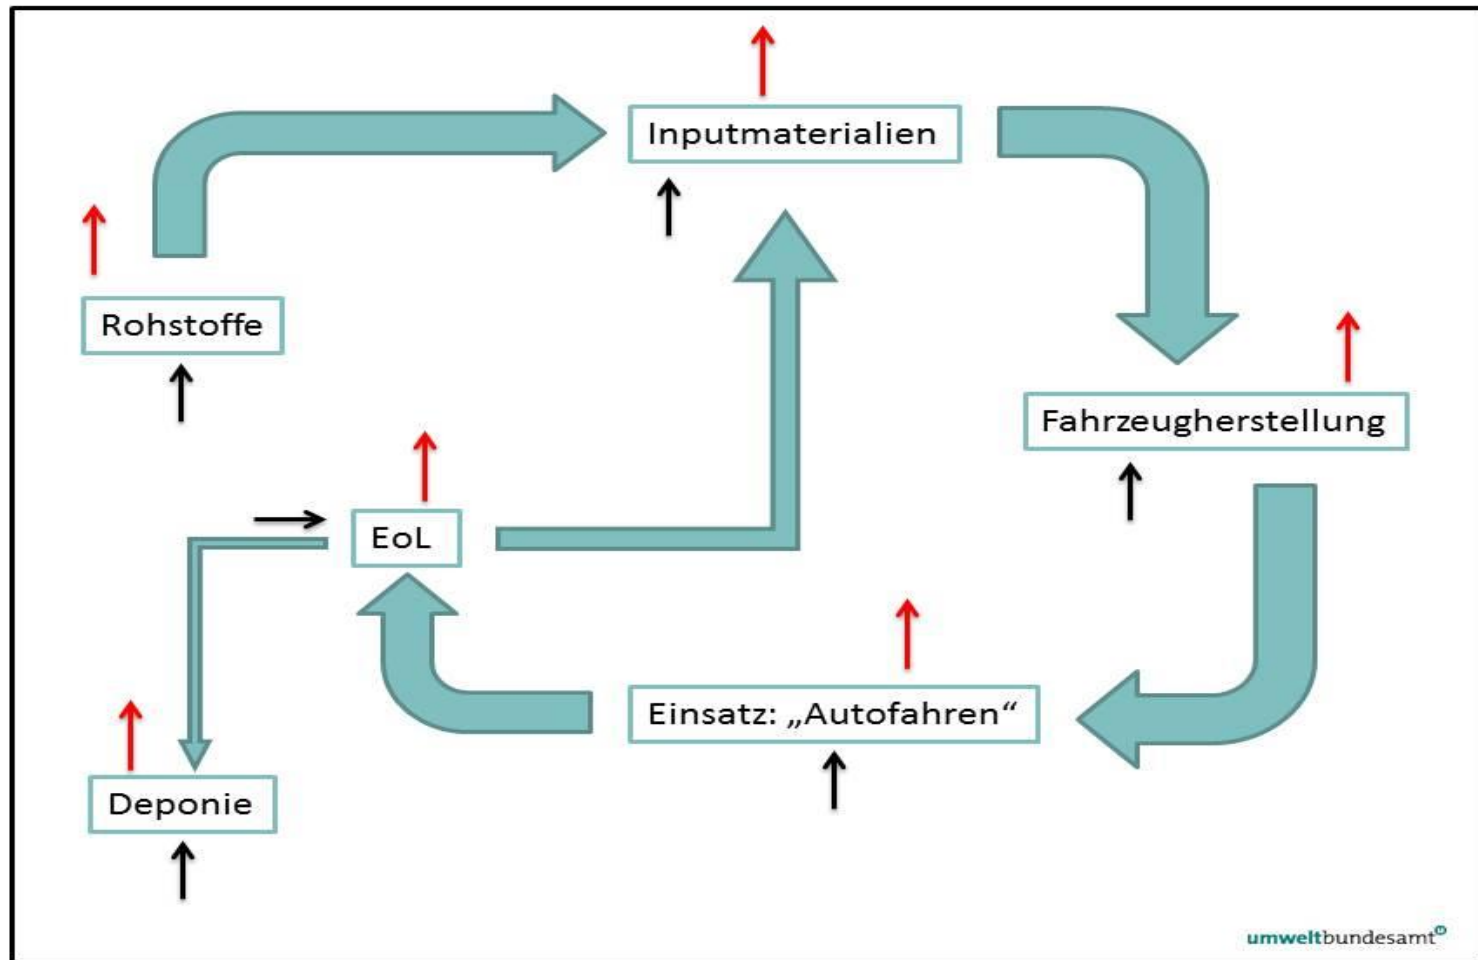 Inputmaterialien
Rohstoffe
Fahrzeugherstellung
EoL
Einsatz: „Autofahren“
Deponie
umweltbundesamt